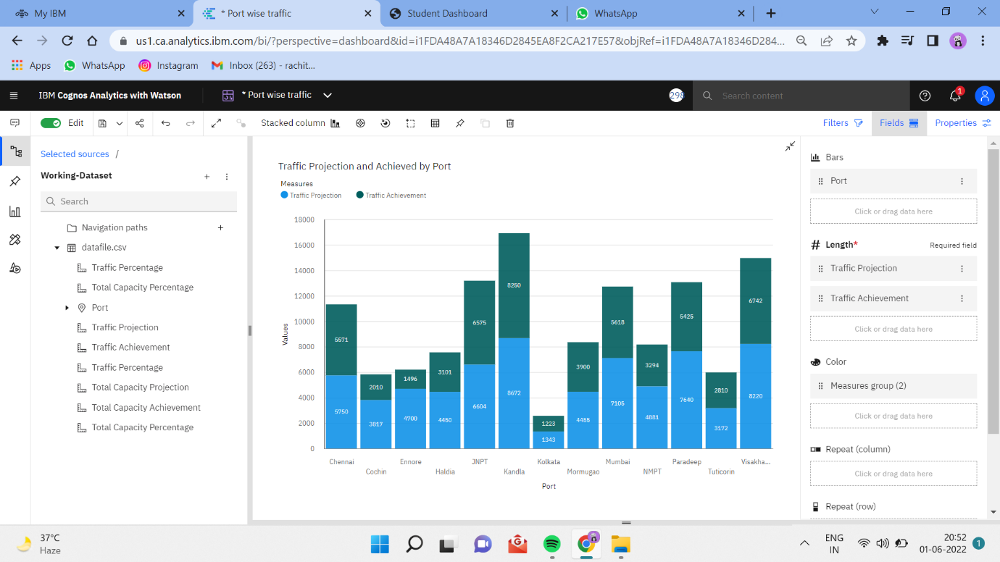 My IBM
* Port wise traffic
Student Dashboard
WhatsApp
us1.ca.analytics.ibm.com/bi/?perspective=dashboard&id=i1FDA48A7A18346D2845EA8F2CA217E57&objRef=i1FDA48A7A18346D284...
Apps WhatsApp Instagram Inbox (263) - rachit...
IBM Cognos Analytics with Watson
* Port wise traffic
298
Search content
1
Edit
Stacked column
Filters
Fields
Properties
Selected sources /
Working-Dataset
Search
Navigation paths
datafile.csv
Traffic Percentage
Total Capacity Percentage
Port
Traffic Projection
Traffic Achievement
Traffic Percentage
Total Capacity Projection
Total Capacity Achievement
Total Capacity Percentage
Traffic Projection and Achieved by Port
Measures
Traffic Projection Traffic Achievement
Values
18000
16000
14000
12000
10000
8000
6000
4000
2000
0
5571
5750
2010
3817
1496
4700
3101
4450
6575
6604
8250
8672
1223
1343
3900
4455
5618
7105
3294
4881
5425
7640
2810
3172
6742
8220
Chennai
Cochin
Ennore
Haldia
JNPT
Kandla
Kolkata
Mormugao
Mumbai
NMPT
Paradeep
Tuticorin
Visakha...
Port
Bars
Port
Click or drag data here
Length* Required field
Traffic Projection
Traffic Achievement
Click or drag data here
Color
Measures group (2)
Click or drag data here
Repeat (column)
Click or drag data here
Repeat (row)
37°C
Haze
ENG
IN
20:52
01-06-2022
1